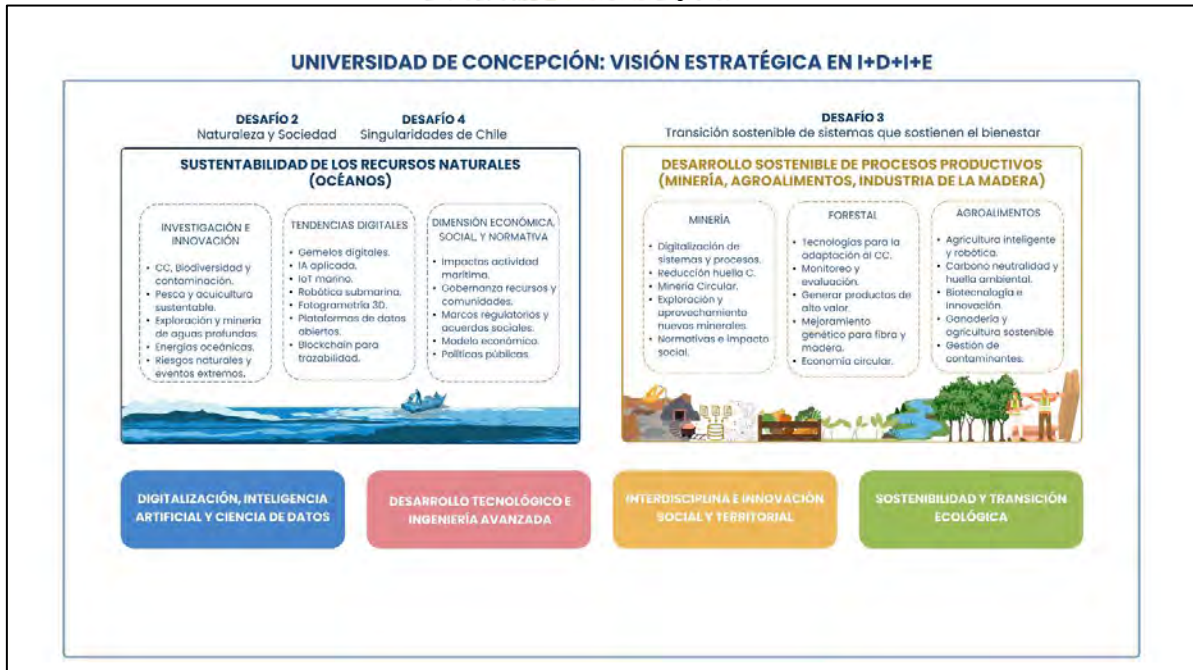 UNIVERSIDAD DE CONCEPCIÓN: VISIÓN ESTRATÉGICA EN I+D+I+E
DESAFÍO 2
Naturaleza y Sociedad
DESAFÍO 4
Singularidades de Chile
SUSTENTABILIDAD DE LOS RECURSOS NATURALES
(OCÉANOS)
INVESTIGACIÓN E
INNOVACIÓN
• CC, Biodiversidad y
contaminación.
• Pesca y acuicultura
sustentable.
• Exploración y minería
de aguas profundas.
• Energías oceánicas.
• Riesgos naturales y
eventos extremos.
TENDENCIAS DIGITALES
• Gemelos digitales.
• IA aplicada.
• IoT marino.
• Robótica submarina.
• Fotogrametría 3D.
• Plataformas de datos
abiertos.
• Blockchain para
trazabilidad.
DIMENSIÓN ECONÓMICA,
SOCIAL, Y NORMATIVA
• Impactos actividad
marítima.
• Gobernanza recursos y
comunidades.
• Marcos regulatorios y
acuerdos sociales.
• Modelo económico.
• Políticas públicas.
DESAFÍO 3
Transición sostenible de sistemas que sostienen el bienestar
DESARROLLO SOSTENIBLE DE PROCESOS PRODUCTIVOS
(MINERÍA, AGROALIMENTOS, INDUSTRIA DE LA MADERA)
MINERÍA
• Digitalización de
sistemas y procesos.
• Reducción huella C.
• Minería Circular.
• Exploración y
aprovechamiento
nuevos minerales.
• Normativas e impacto
social.
FORESTAL
• Tecnologías para la
adaptación al CC.
• Monitoreo y
evaluación.
• Generar productos de
alto valor.
• Mejoramiento
genético para fibra y
madera.
• Economía circular.
AGROALIMENTOS
• Agricultura inteligente
y robótica.
• Carbono neutralidad y
huella ambiental.
• Biotecnología e
innovación.
• Ganadería y
agricultura sostenible
• Gestión de
contaminantes.
DIGITALIZACIÓN, INTELIGENCIA
ARTIFICIAL Y CIENCIA DE DATOS
DESARROLLO TECNOLÓGICO E
INGENIERÍA AVANZADA
INTERDISCIPLINA E INNOVACIÓN
SOCIAL Y TERRITORIAL
SOSTENIBILIDAD Y TRANSICIÓN
ECOLÓGICA